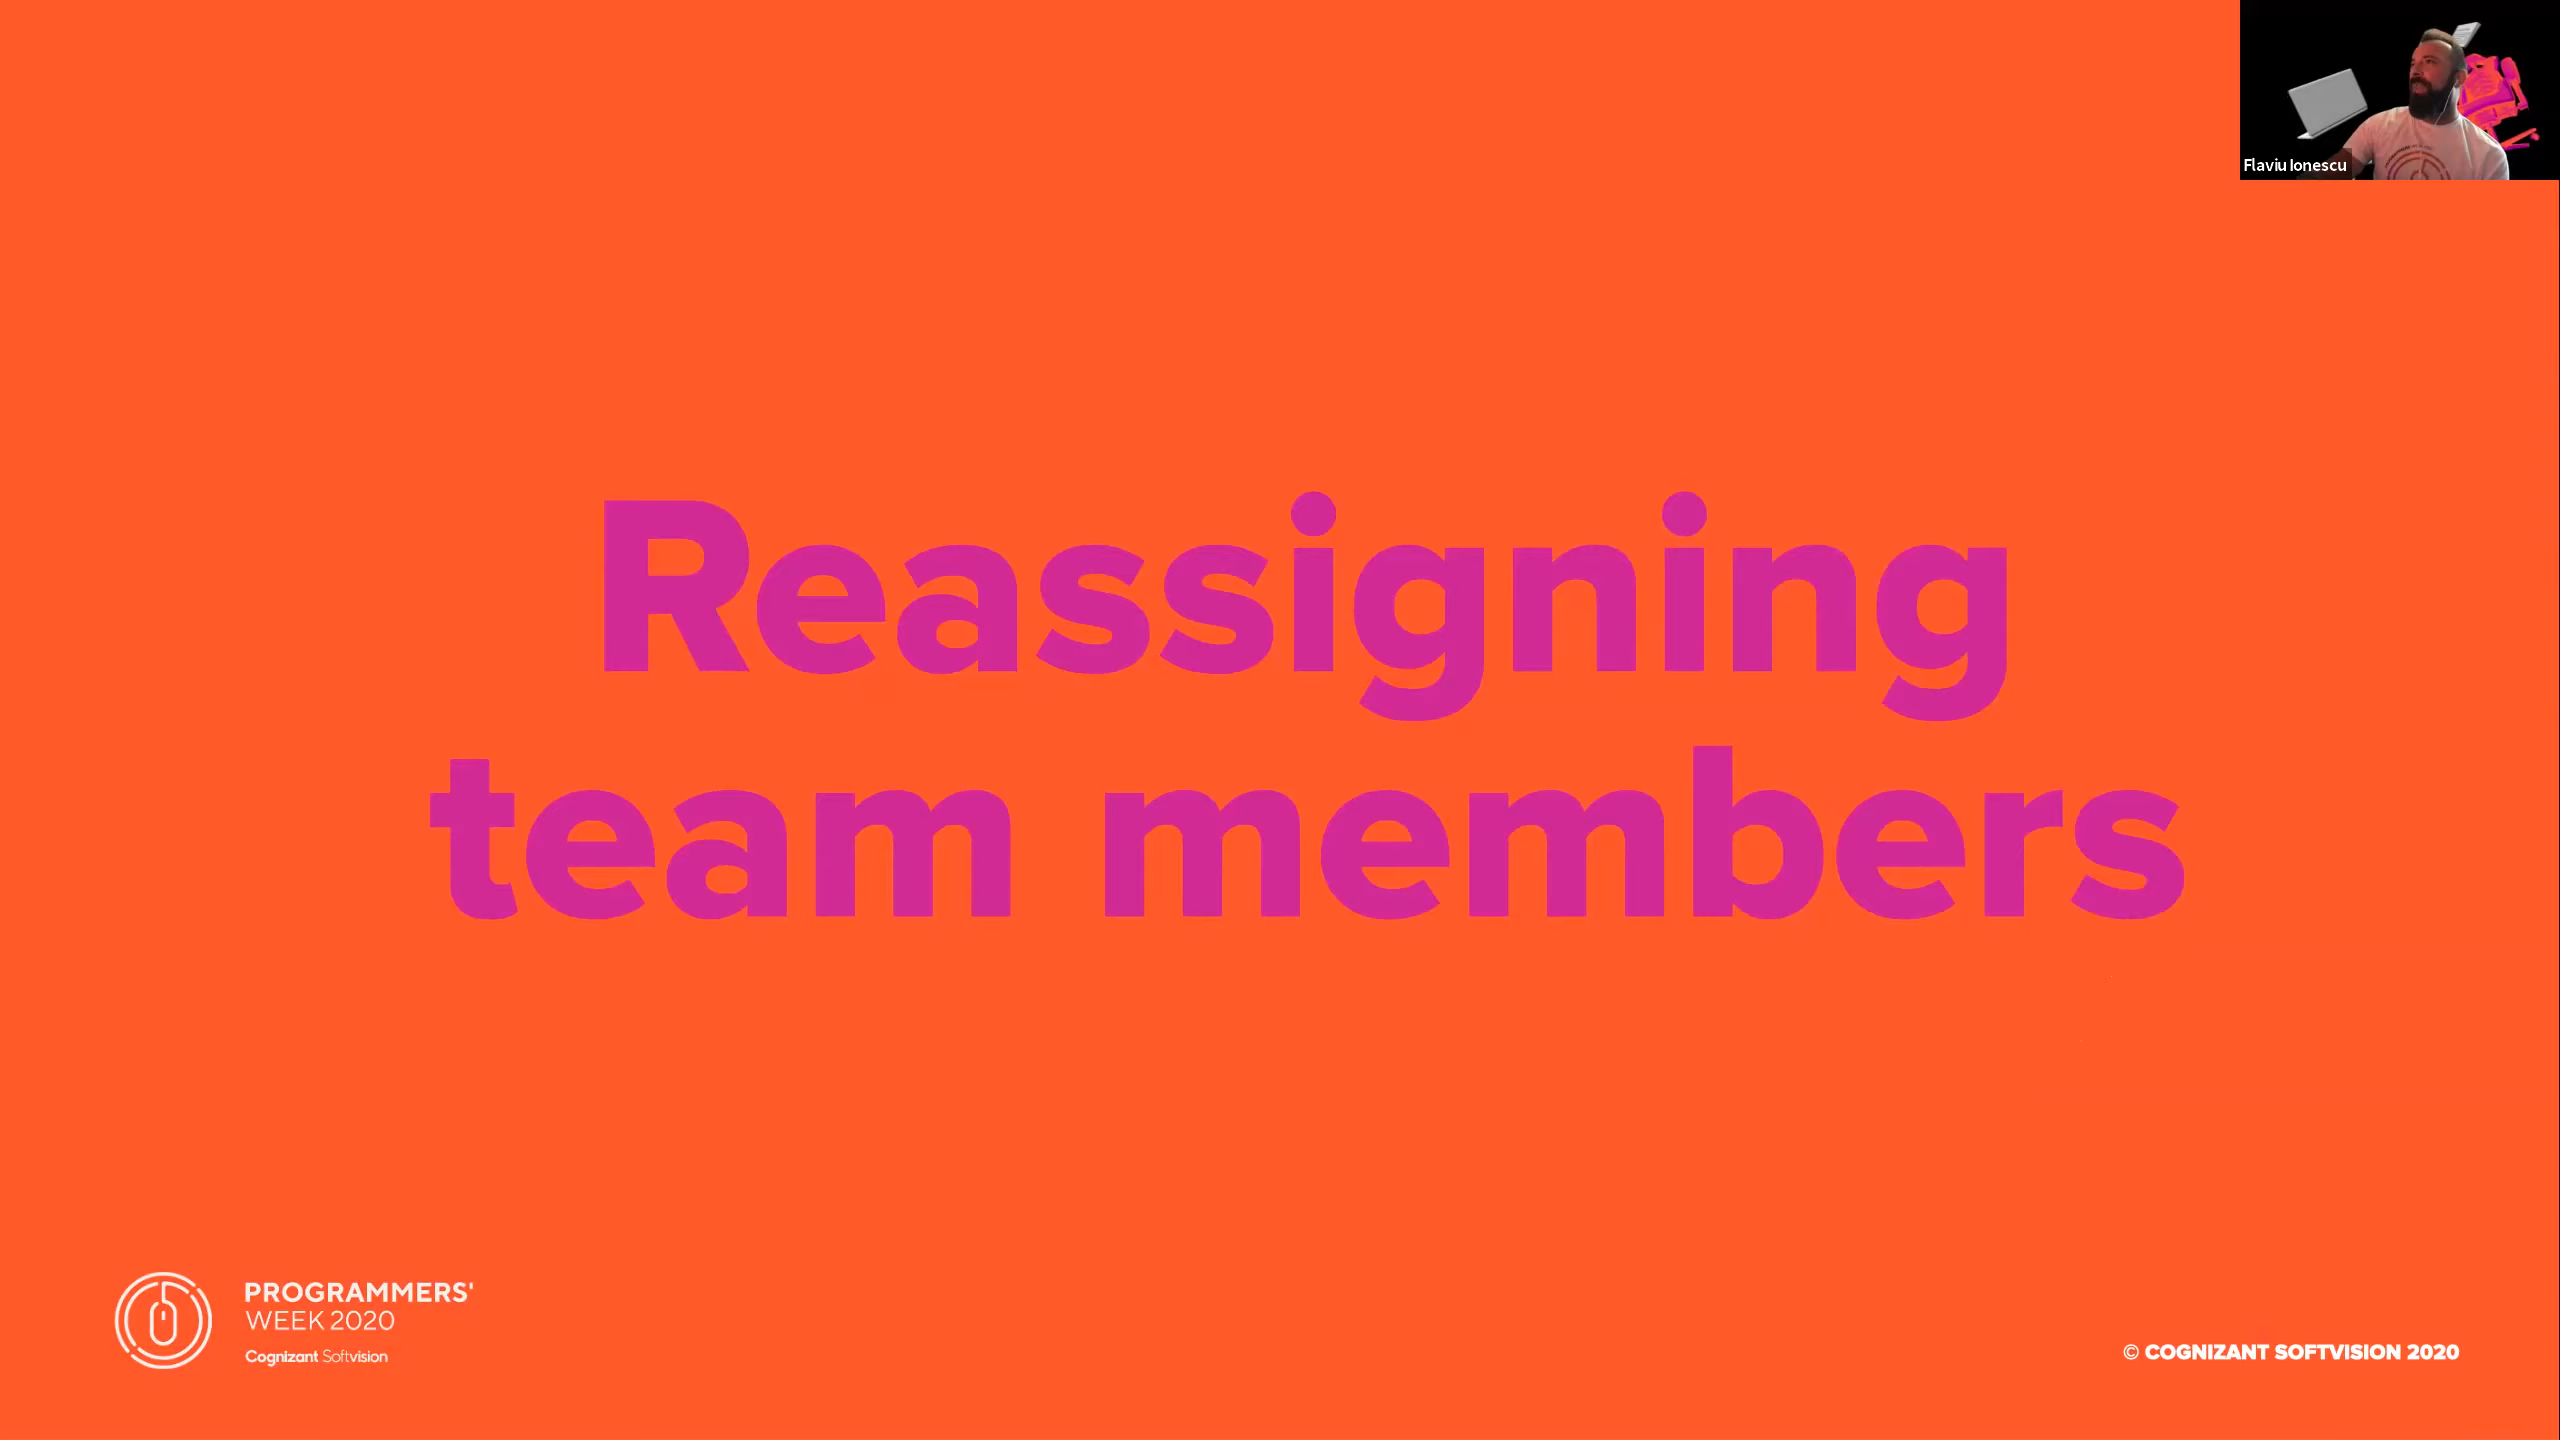 Flaviu Ionescu
Reassigning
team members
PROGRAMMERS'
WEEK 2020
Cognizant Softvision
© COGNIZANT SOFTVISION 2020